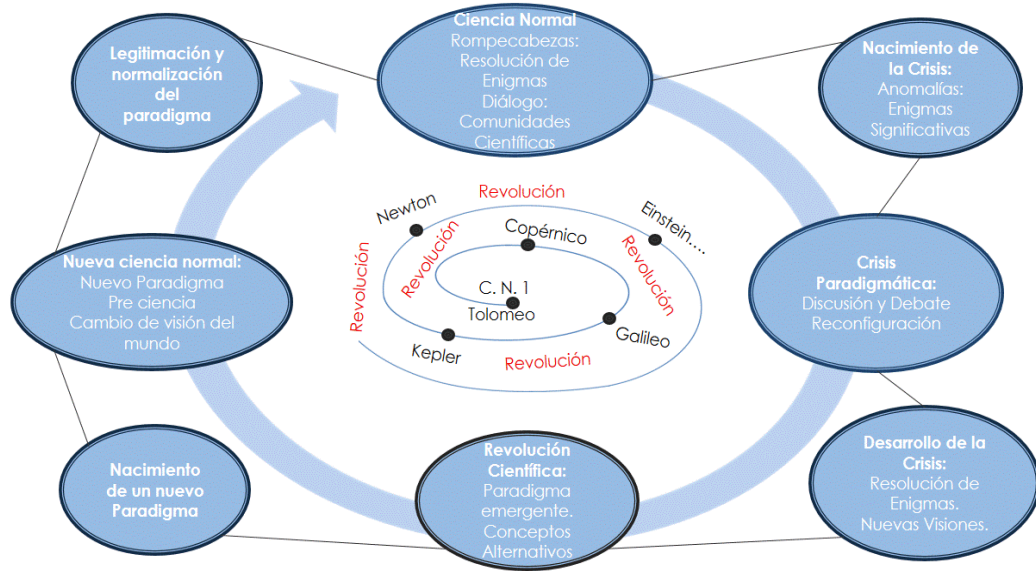 Ciencia Normal
Rompecabezas:
Resolución de
Enigmas
Diálogo:
Comunidades
Científicas
Legitimación y
normalización
del
paradigma
Nacimiento de
la Crisis:
Anomalías:
Enigmas
Significativas
Revolución
Newton
Copérnico
Einstein....
Revolución
Revolución
Revolución
C. N. 1
Tolomeo
Kepler
Galileo
Revolución
Nueva ciencia normal:
Nuevo Paradigma
Pre ciencia
Cambio de visión del
mundo
Crisis
Paradigmática:
Discusión y Debate
Reconfiguración
Nacimiento
de un nuevo
Paradigma
Revolución
Científica:
Paradigma
emergente.
Conceptos
Alternativos
Desarrollo de la
Crisis:
Resolución de
Enigmas.
Nuevas Visiones.